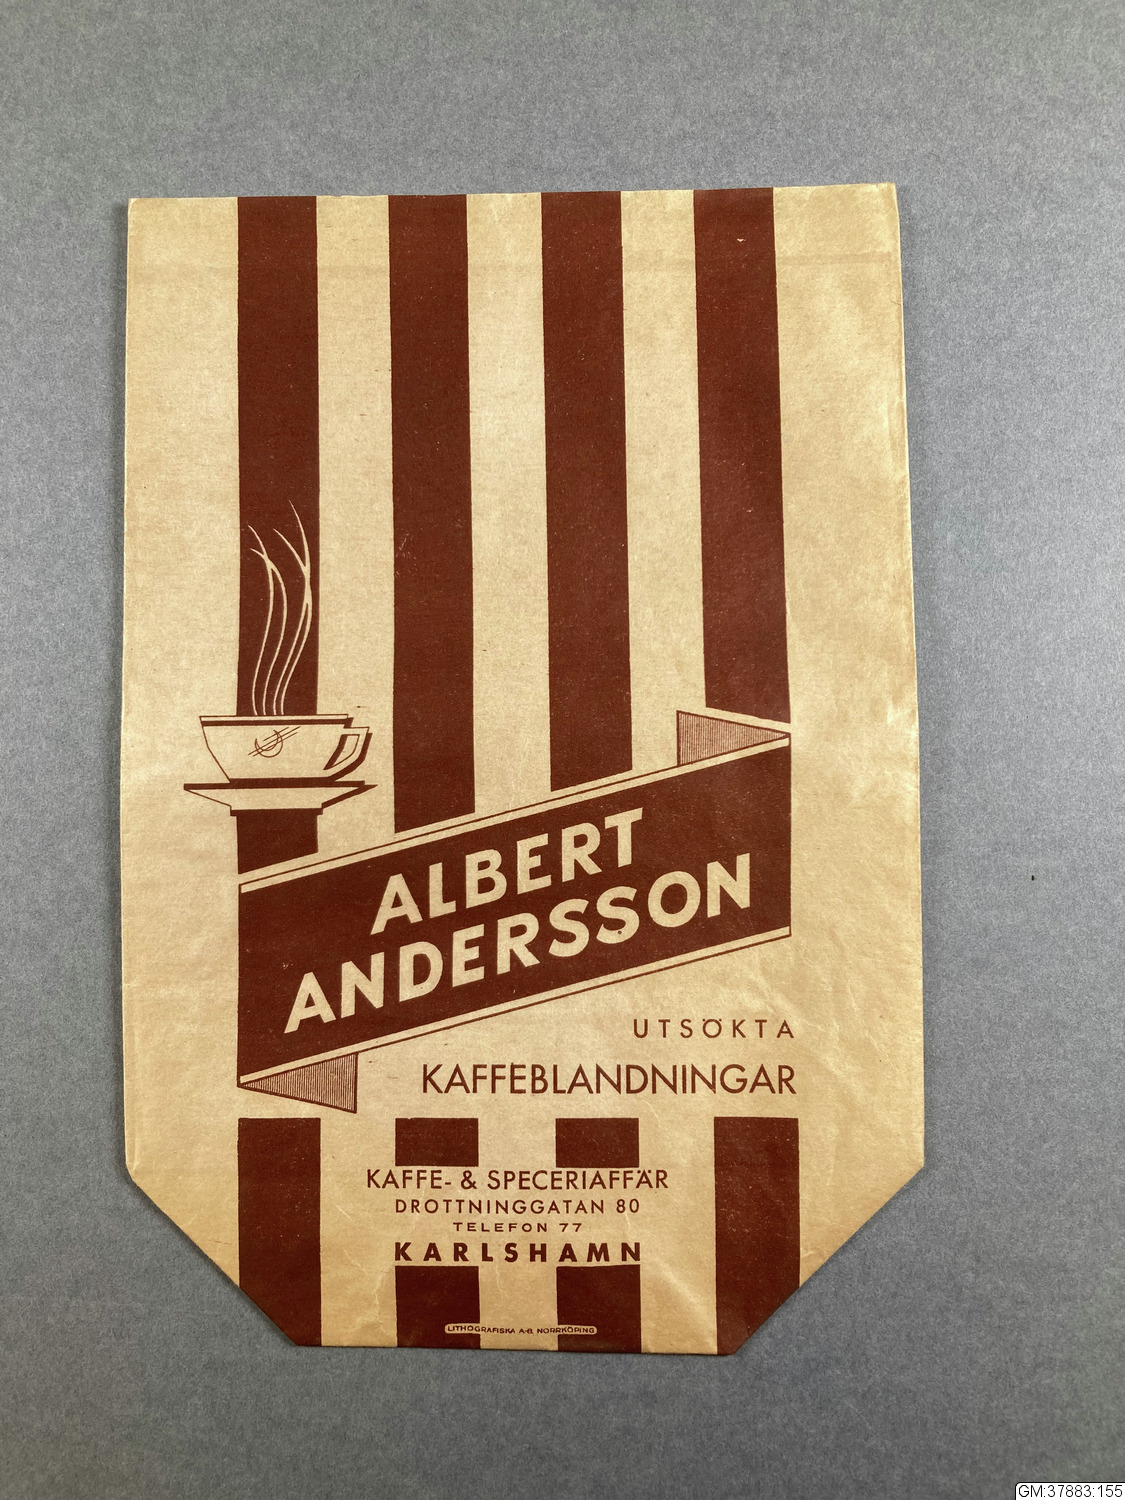 ALBERT
ANDERSSON
UTSÖKTA
KAFFEBLANDNINGAR
KAFFE- & SPECERIAFFÄR
DROTTNINGGATAN 80
TELEFON 77
KARLSHAMN
LITHOGRAFISKA A-B. NORRKÖPING
GM:37883:155